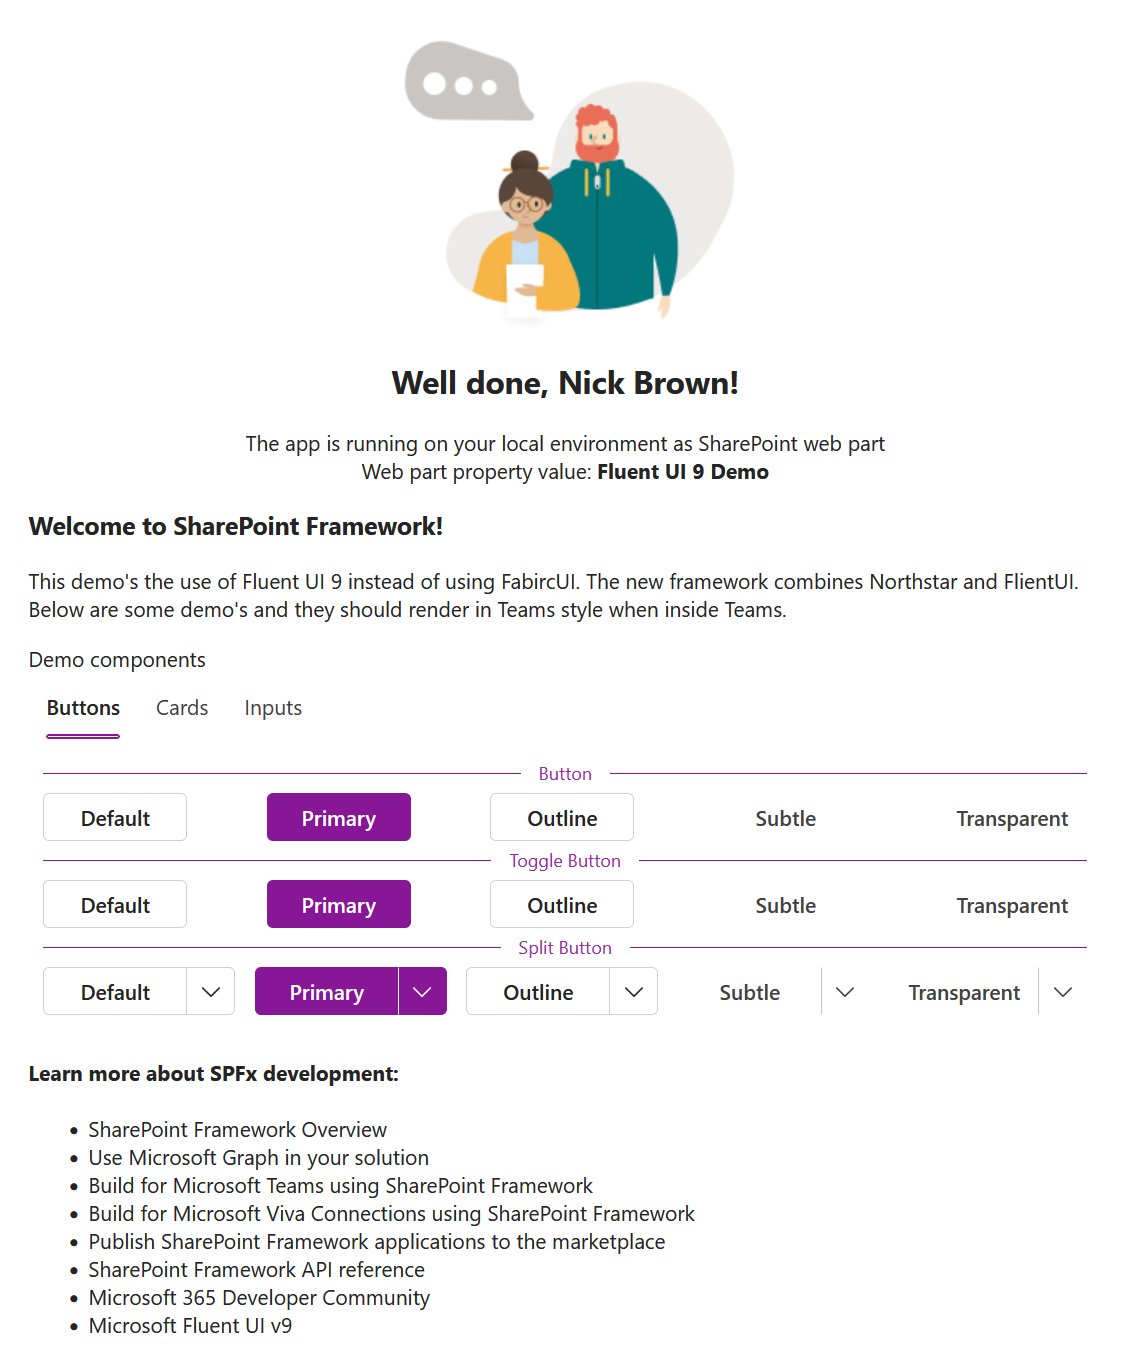 Well done, Nick Brown!
The app is running on your local environment as SharePoint web part
Web part property value: Fluent UI 9 Demo
Welcome to SharePoint Framework!
This demo's the use of Fluent UI 9 instead of using FabircUI. The new framework combines Northstar and FlientUI.
Below are some demo's and they should render in Teams style when inside Teams.
Demo components
Buttons Cards Inputs
Button
Default Primary Outline Subtle Transparent
Toggle Button
Default Primary Outline Subtle Transparent
Split Button
Default Primary Outline Subtle Transparent
Learn more about SPFx development:
• SharePoint Framework Overview
• Use Microsoft Graph in your solution
• Build for Microsoft Teams using SharePoint Framework
• Build for Microsoft Viva Connections using SharePoint Framework
• Publish SharePoint Framework applications to the marketplace
• SharePoint Framework API reference
• Microsoft 365 Developer Community
• Microsoft Fluent UI v9